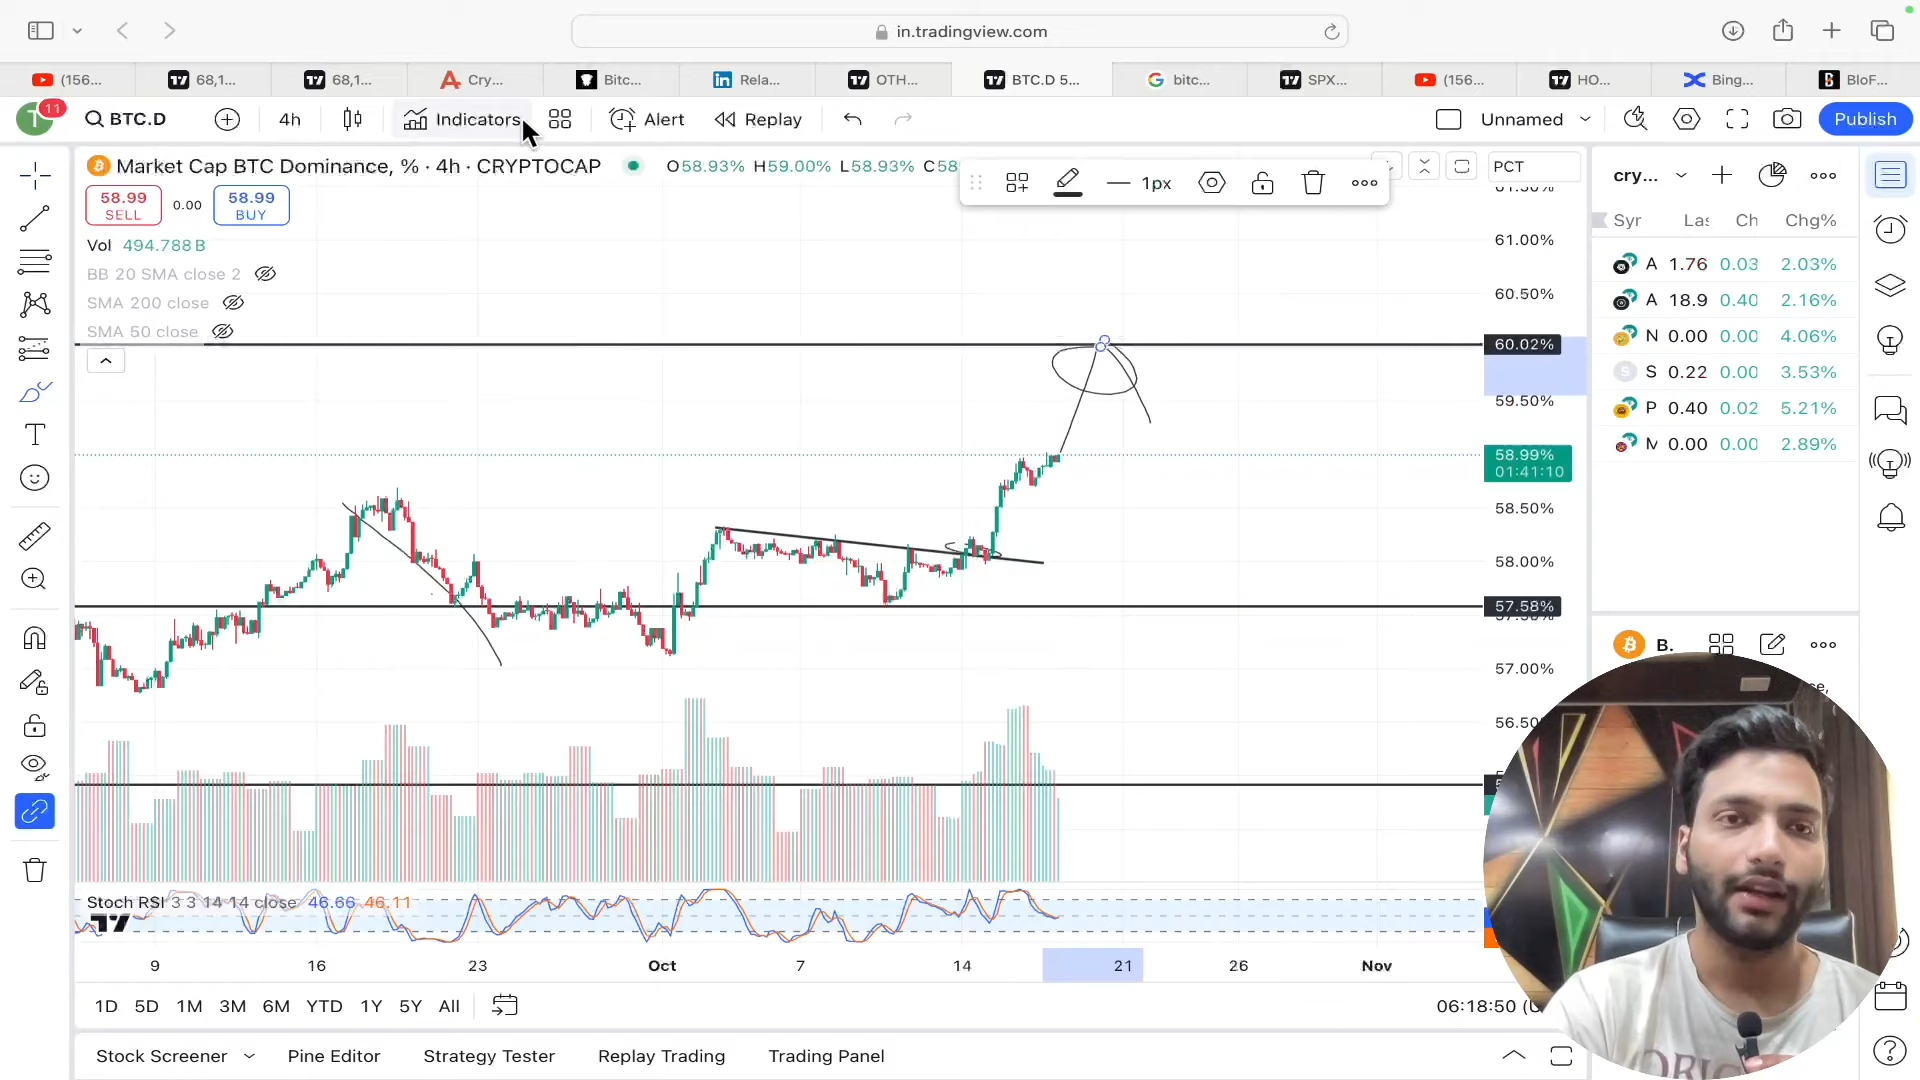 in.tradingview.com
(156...
68,1...
68,1...
Cry...
Bitc...
Rela...
OTH...
BTC.D 5...
bitc...
SPX...
(156...
HO...
Bing...
BloF...
T 11 BTC.D 4h Indicators Alert Replay Unnamed Publish
Market Cap BTC Dominance, % · 4h · CRYPTOCAP O58.93% H59.00% L58.93% C58
1px
PCT
58.99 SELL 0.00 58.99 BUY
Vol 494.788 B
BB 20 SMA close 2
SMA 200 close
SMA 50 close
61.00%
60.50%
60.02%
59.50%
58.99%
01:41:10
58.50%
58.00%
57.58%
57.00%
56.50
cry...
Syr Las Ch Chg%
A 1.76 0.03 2.03%
A 18.9 0.40 2.16%
N 0.00 0.00 4.06%
S 0.22 0.00 3.53%
P 0.40 0.02 5.21%
M 0.00 0.00 2.89%
B.
Stoch RSI 3 3 14 14 close 46.66 46.11
9 16 23 Oct 7 14 21 26 Nov
1D 5D 1M 3M 6M YTD 1Y 5Y All
06:18:50 (U
Stock Screener Pine Editor Strategy Tester Replay Trading Trading Panel